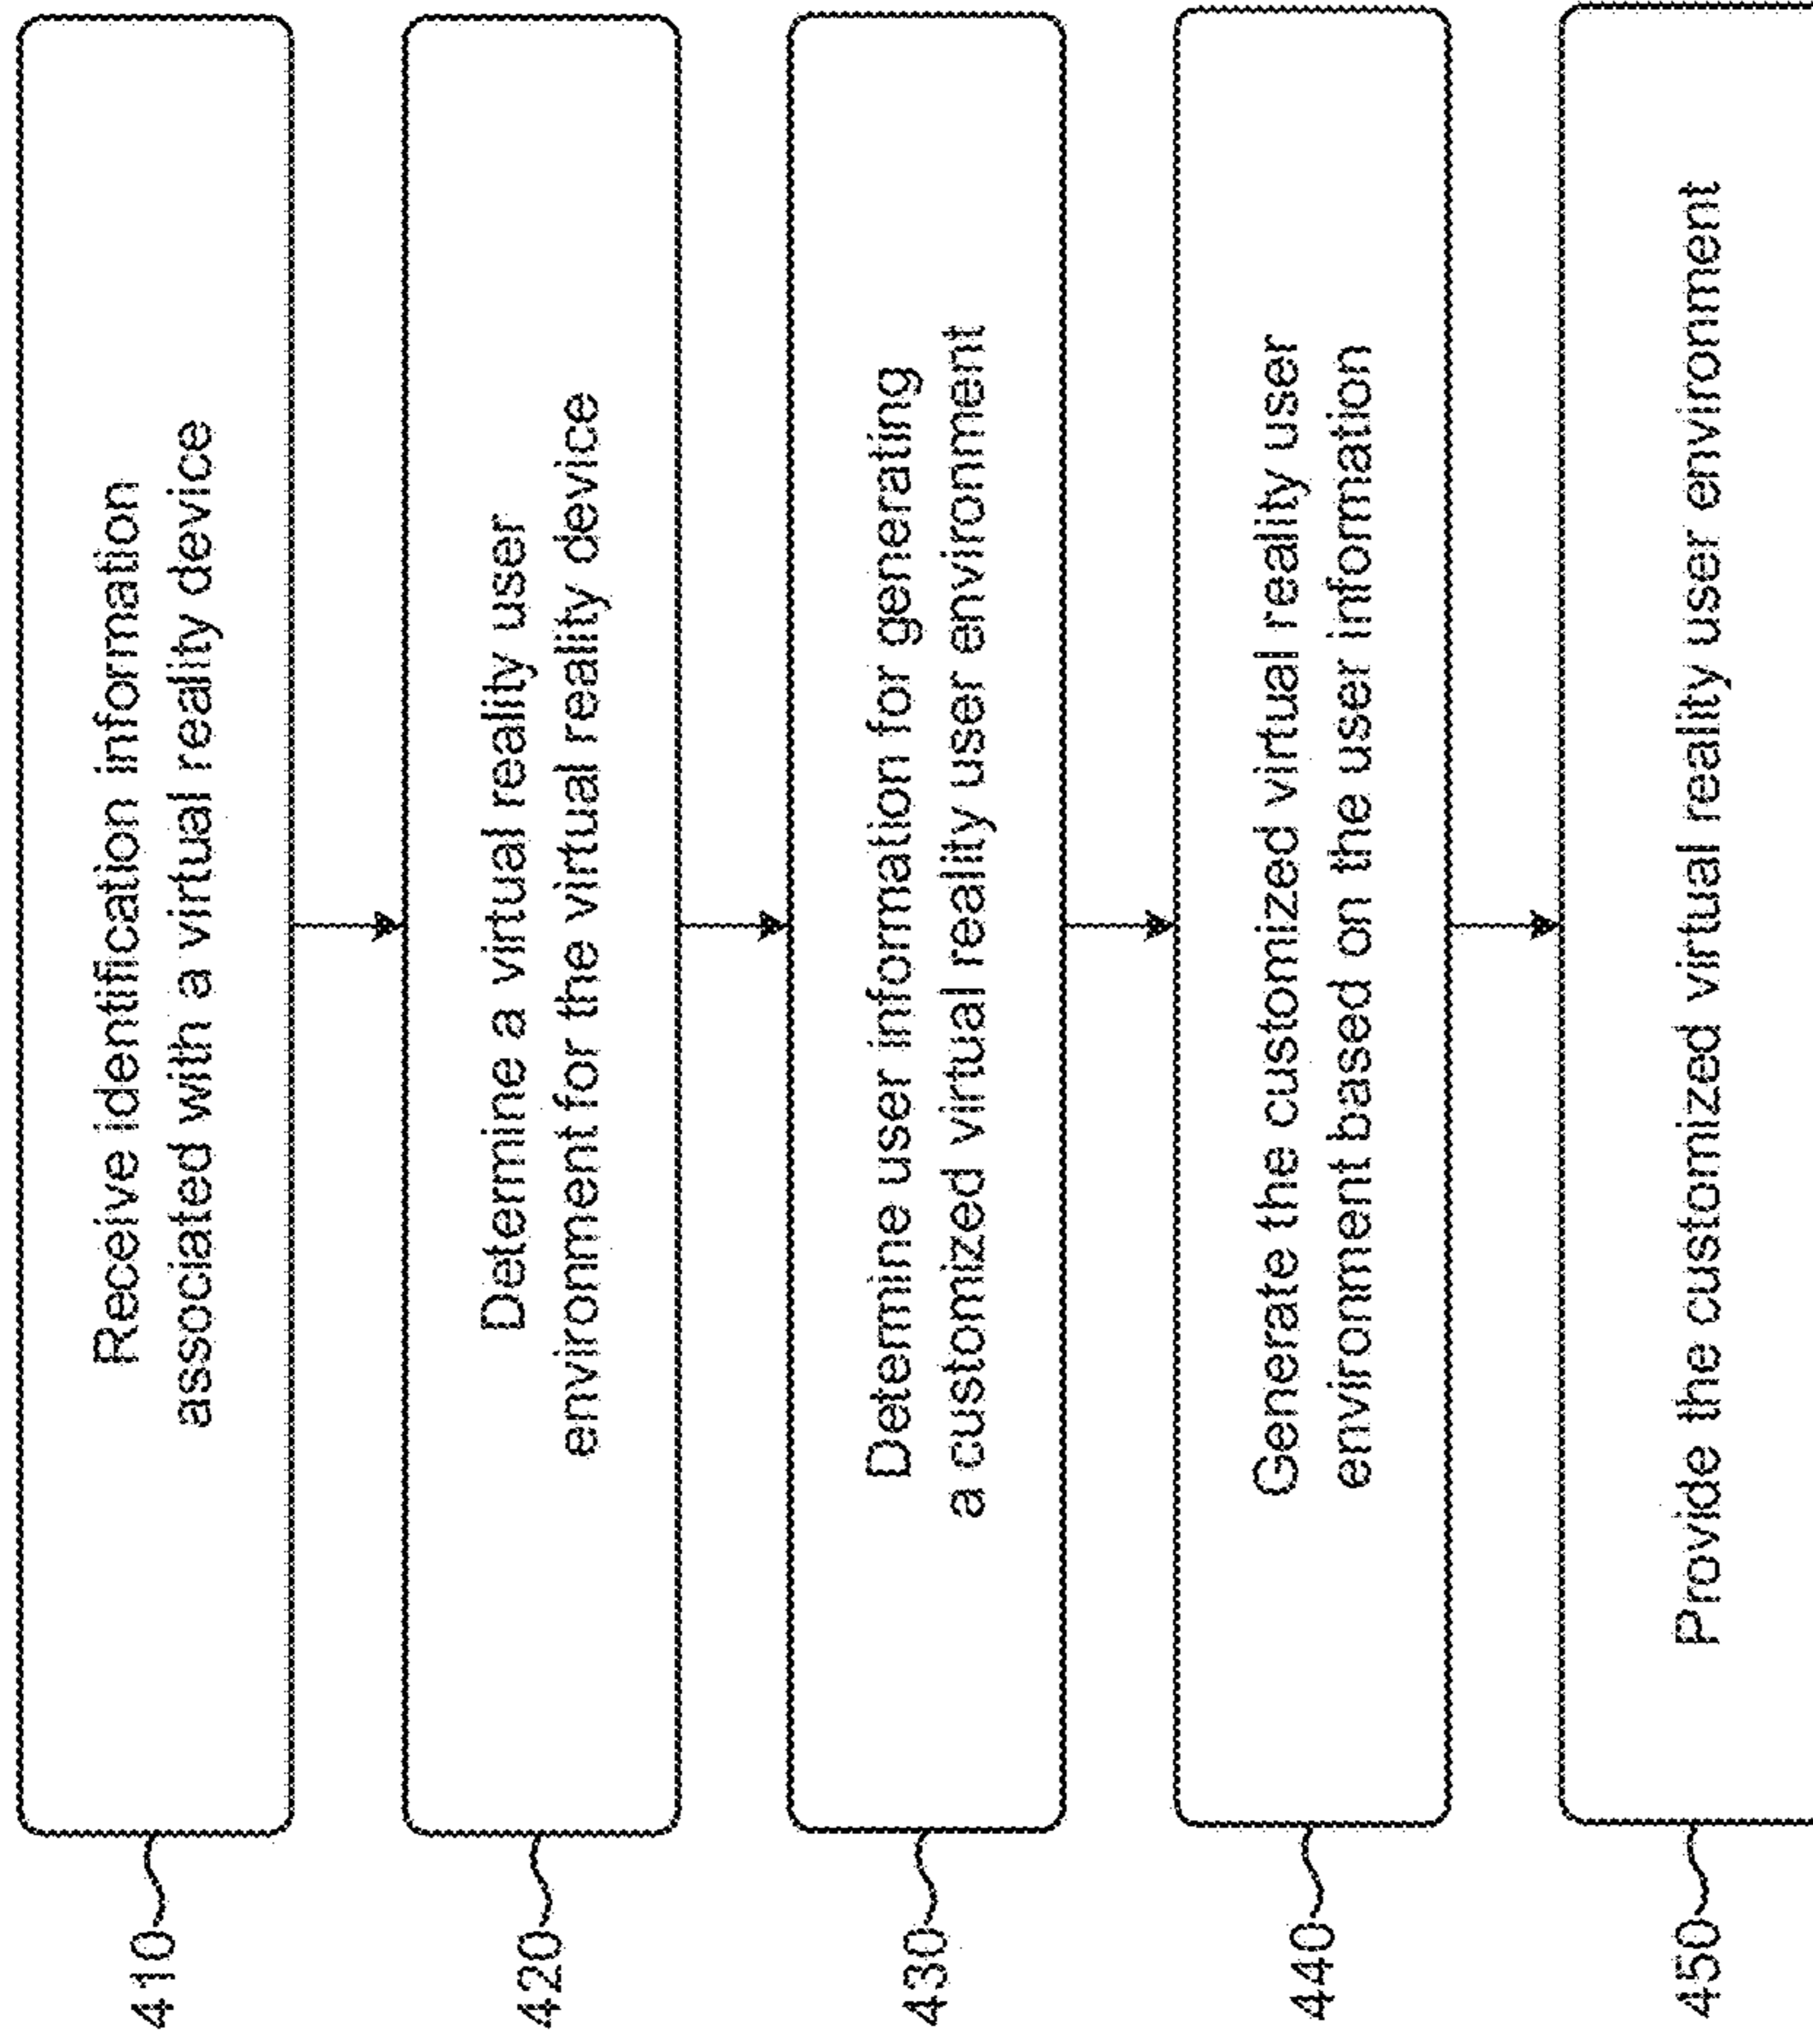 410
Receive identification information
associated with a virtual reality device
420
Determine a virtual reality user
environment for the virtual reality device
430
Determine user information for generating
a customized virtual reality user environment
440
Generate the customized virtual reality user
environment based on the user information
450
Provide the customized virtual reality user environment